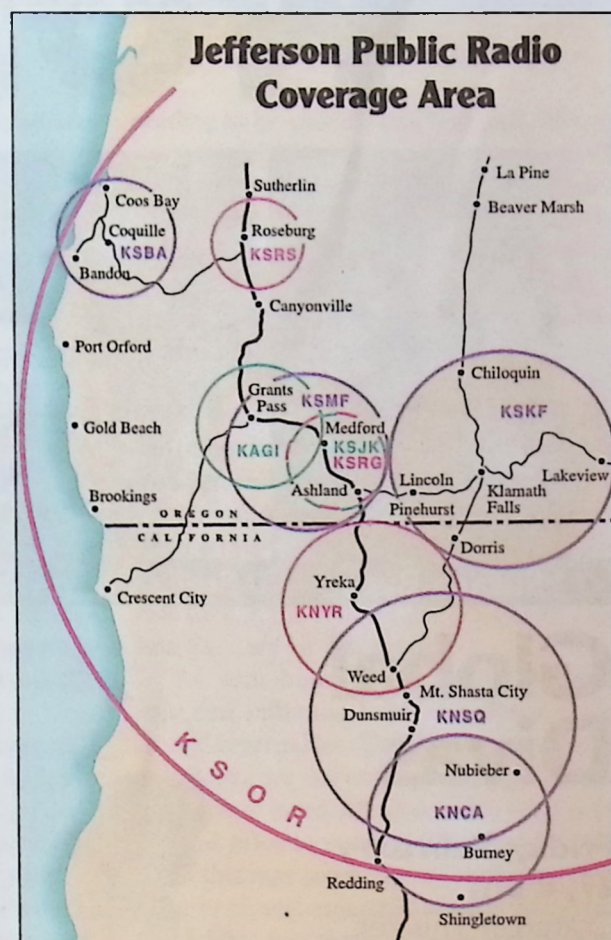 Jefferson Public Radio
Coverage Area
La Pine
Sutherlin
Coos Bay
Beaver Marsh
Coquille
KSBA
Bandon
Roseburg
KSRS
Canyonville
Port Orford
Chiloquin
Grants
Pass
KSMF
KSKF
Gold Beach
Medford
KAGI
KSJK
KSRG
Lakeview
Lincoln
Klamath
Falls
Ashland
Pinehurst
Brookings
OREGON
CALIFORNIA
Dorris
Yreka
Crescent City
KNYR
Weed
Mt. Shasta City
Dunsmuir
KNSQ
KSOR
Nubieber
KNCA
Burney
Redding
Shingletown